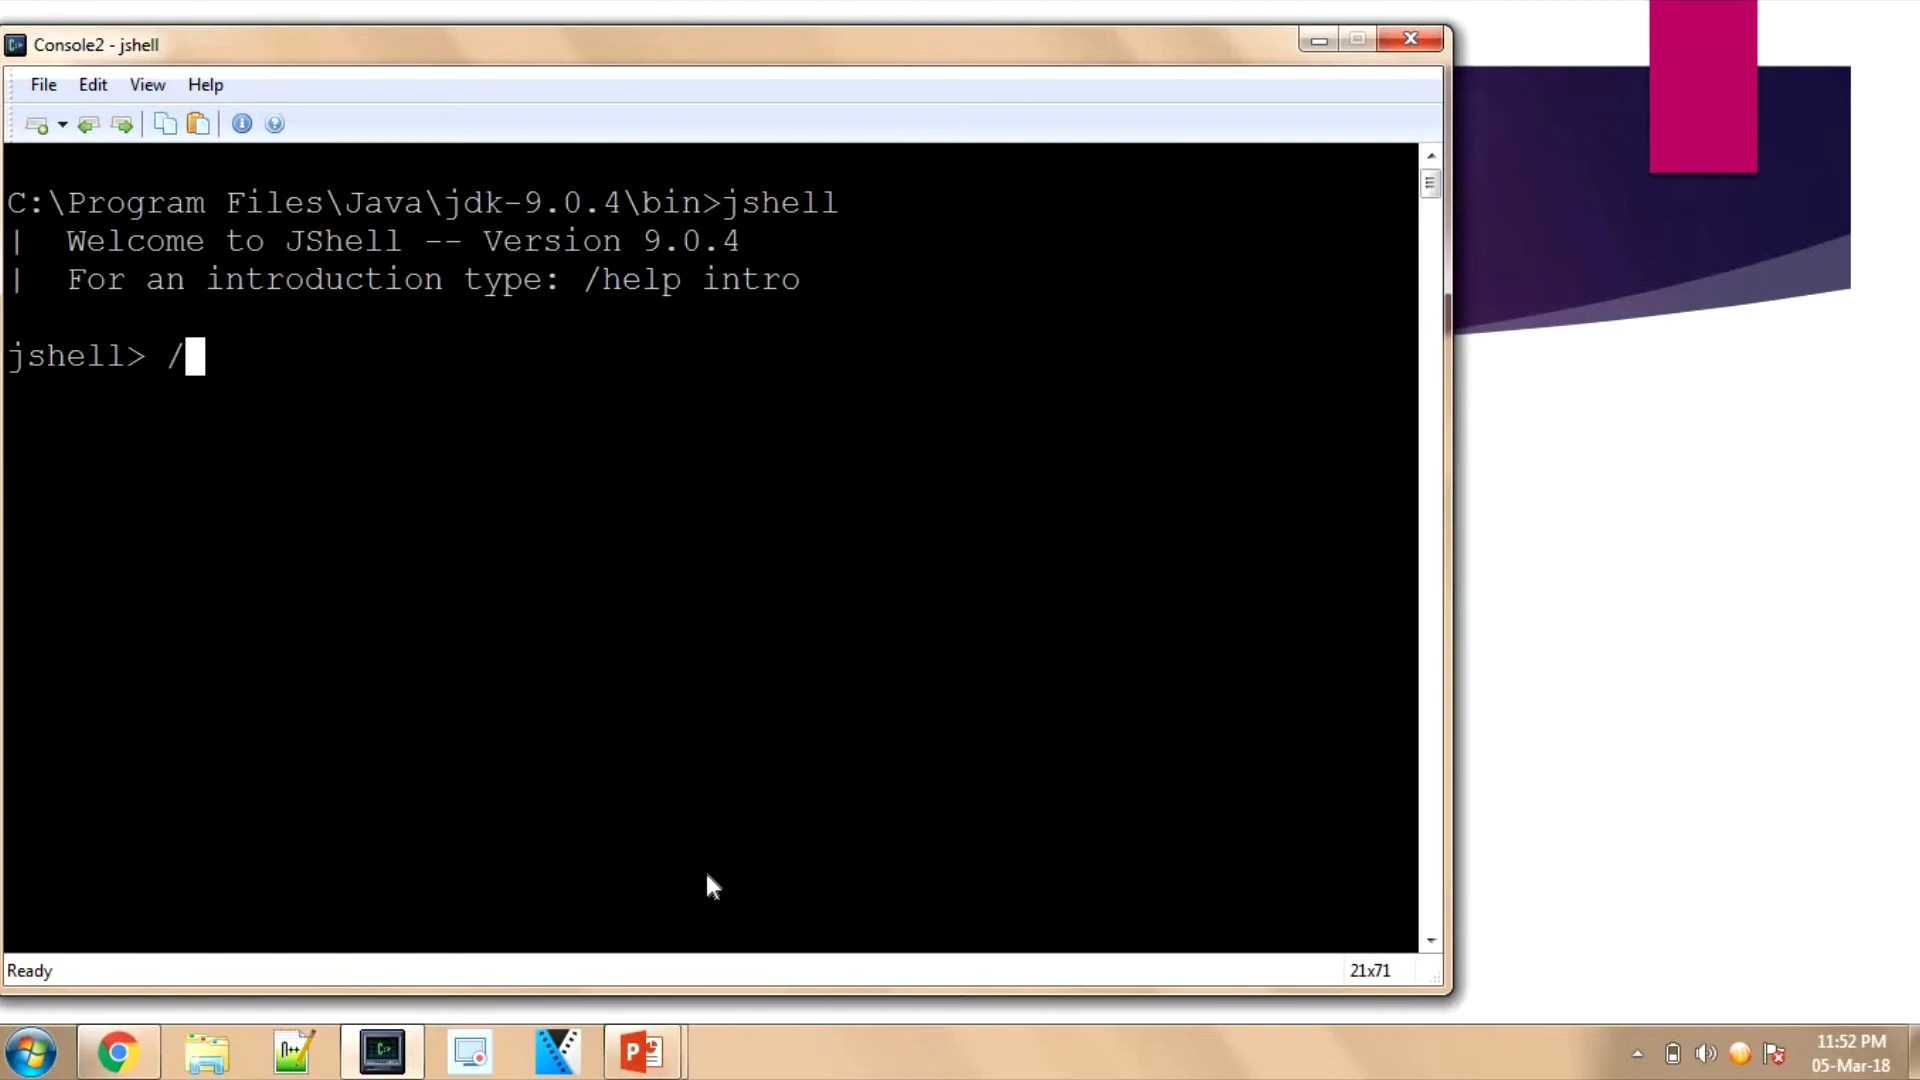 Console2 - jshell
File Edit View Help
C:\Program Files\Java\jdk-9.0.4\bin>jshell
| Welcome to JShell -- Version 9.0.4
| For an introduction type: /help intro
jshell> /
Ready
21x71
11:52 PM
05-Mar-18